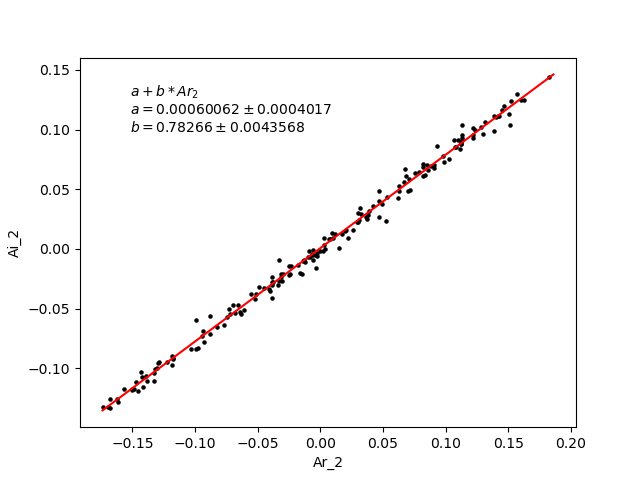 0.15
0.10
0.05
0.00
−0.05
−0.10
Ai_2
a + b * Ar₂
a = 0.00060062 ± 0.0004017
b = 0.78266 ± 0.0043568
−0.15 −0.10 −0.05 0.00 0.05 0.10 0.15 0.20
Ar_2